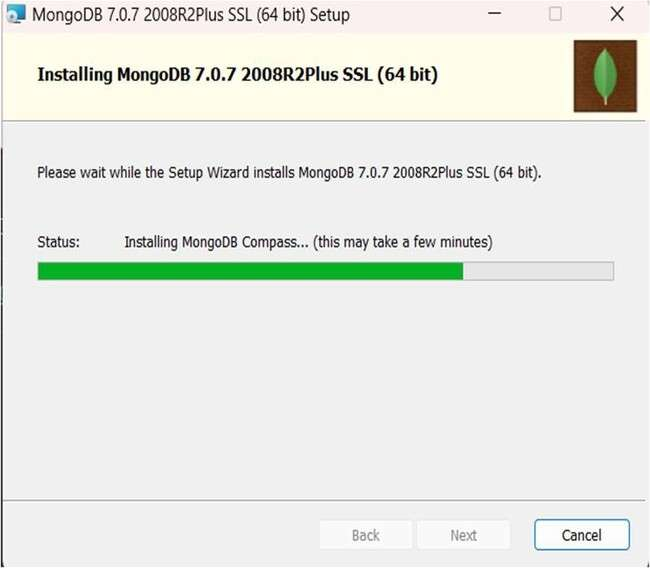 MongoDB 7.0.7 2008R2Plus SSL (64 bit) Setup
Installing MongoDB 7.0.7 2008R2Plus SSL (64 bit)
Please wait while the Setup Wizard installs MongoDB 7.0.7 2008R2Plus SSL (64 bit).
Status: Installing MongoDB Compass... (this may take a few minutes)
Back Next Cancel